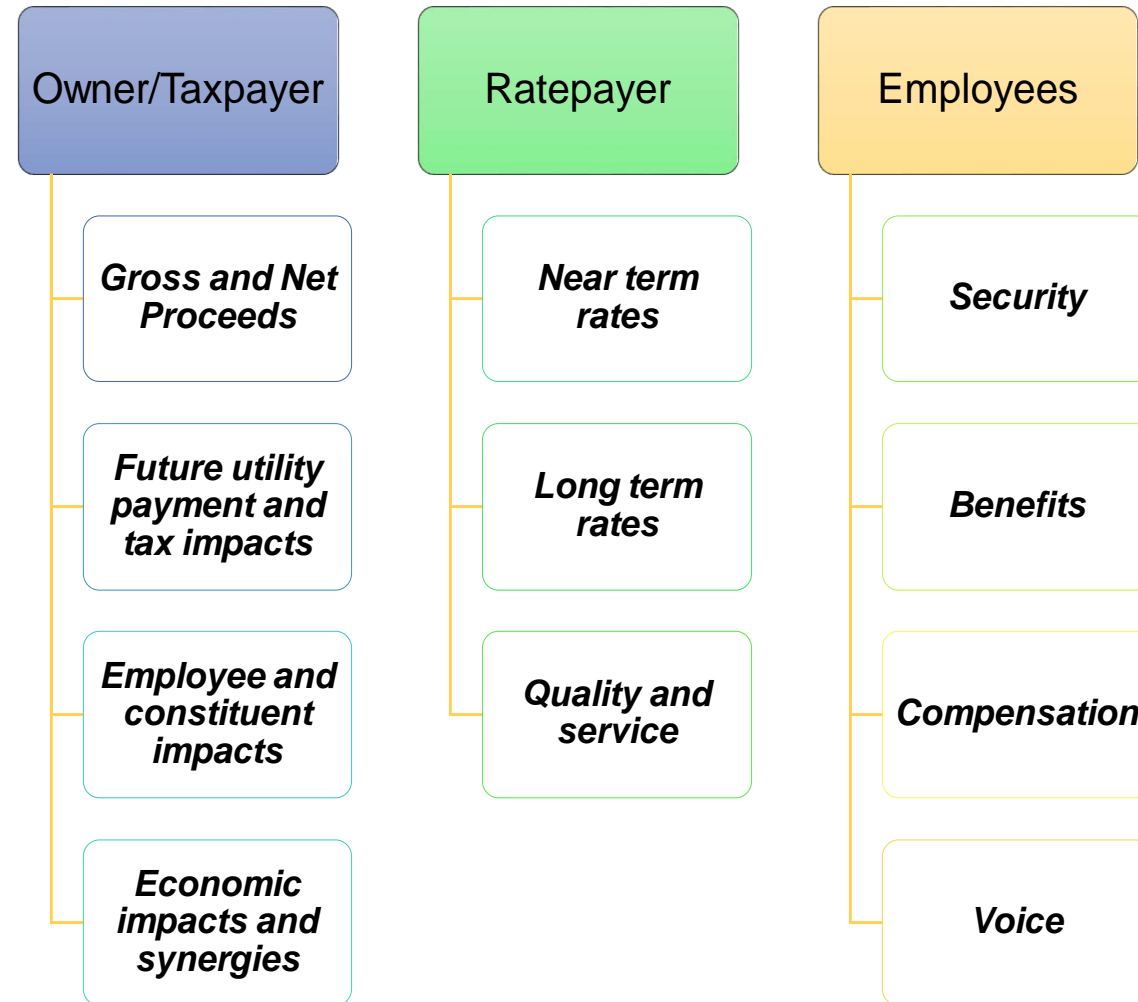 Owner/Taxpayer
Gross and Net
Proceeds
Future utility
payment and
tax impacts
Employee and
constituent
impacts
Economic
impacts and
synergies
Ratepayer
Near term
rates
Long term
rates
Quality and
service
Employees
Security
Benefits
Compensation
Voice